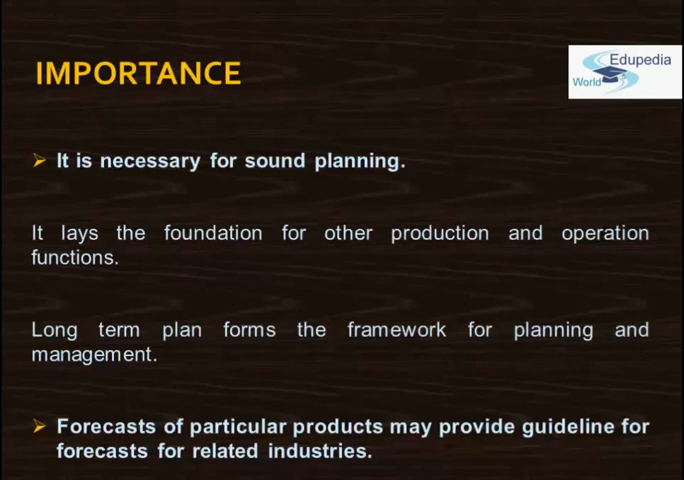 IMPORTANCE
Edupedia
World
➢ It is necessary for sound planning.
It lays the foundation for other production and operation
functions.
Long term plan forms the framework for planning and
management.
➢ Forecasts of particular products may provide guideline for
forecasts for related industries.